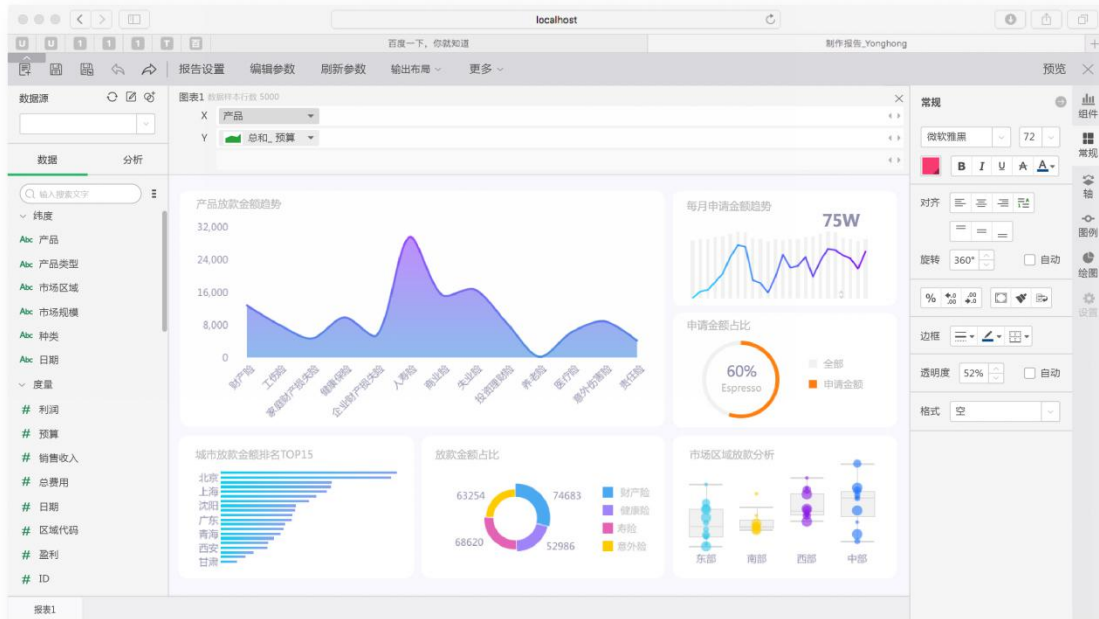 localhost
U U 1 1 1 T 百 百度一下，你就知道 制作报告_Yonghong
报告设置 编辑参数 刷新参数 输出布局 更多 预览
数据源
数据 分析
输入搜索文字
纬度
Abc 产品
Abc 产品类型
Abc 市场区域
Abc 市场规模
Abc 种类
Abc 日期
度量
# 利润
# 预算
# 销售收入
# 总费用
# 日期
# 区域代码
# 盈利
# ID
报表1
图表1 数据样本行数 5000
X 产品
Y 总和_预算
产品放款金额趋势
32,000
24,000
16,000
8,000
0
财产险 工伤险 家庭财产损失险 健康保险 企业财产损失险 人寿险 商业险 失业险 投资理财险 养老险 医疗险 意外伤害险 责任险
每月申请金额趋势
75W
申请金额占比
60%
Espresso
全部
申请金额
城市放款金额排名TOP15
北京
上海
沈阳
广东
青海
西安
甘肃
放款金额占比
63254 74683
68620 52986
财产险
健康险
寿险
意外险
市场区域放款分析
东部 南部 西部 中部
常规
微软雅黑 72
B I U A A
对齐
旋转 360° 自动
% +.0 .00 .00 +.0
边框
透明度 52% 自动
格式 空
组件
常规
轴
图例
绘图
设置